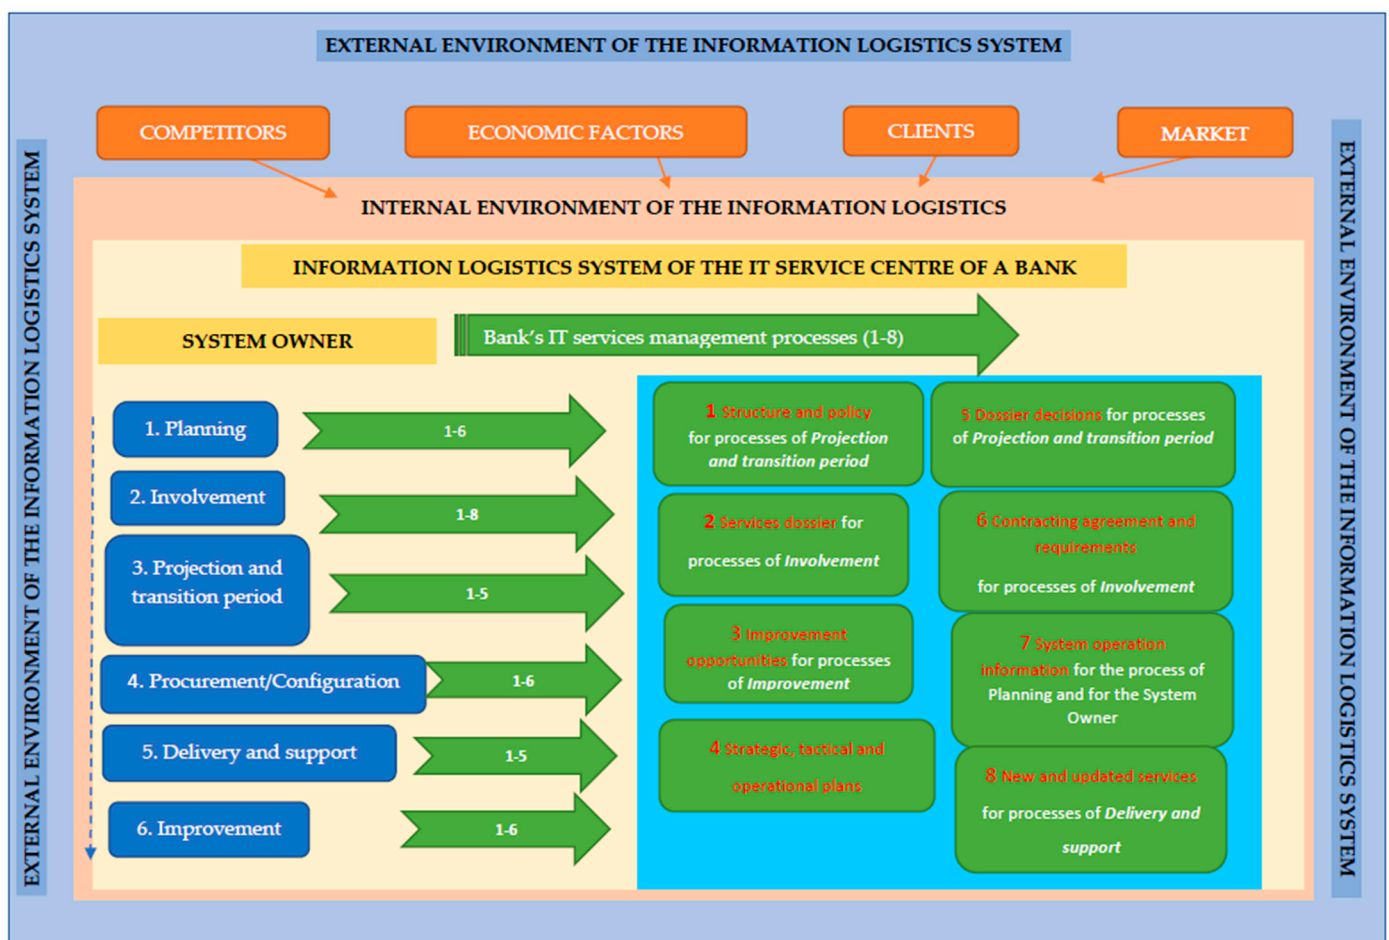 EXTERNAL ENVIRONMENT OF THE INFORMATION LOGISTICS SYSTEM
COMPETITORS
ECONOMIC FACTORS
CLIENTS
MARKET
EXTERNAL ENVIRONMENT OF THE INFORMATION LOGISTICS SYSTEM
EXTERNAL ENVIRONMENT OF THE INFORMATION LOGISTICS SYSTEM
INTERNAL ENVIRONMENT OF THE INFORMATION LOGISTICS
INFORMATION LOGISTICS SYSTEM OF THE IT SERVICE CENTRE OF A BANK
SYSTEM OWNER
Bank's IT services management processes (1-8)
1. Planning
1-6
2. Involvement
1-8
3. Projection and
transition period
1-5
4. Procurement/Configuration
1-6
5. Delivery and support
1-5
6. Improvement
1-6
1 Structure and policy
for processes of Projection
and transition period
2 Services dossier for
processes of Involvement
3 Improvement
opportunities for processes
of Improvement
4 Strategic, tactical and
operational plans
5 Dossier decisions for processes
of Projection and transition period
6 Contracting agreement and
requirements
for processes of Involvement
7 System operation
information for the process of
Planning and for the System
Owner
8 New and updated services
for processes of Delivery and
support